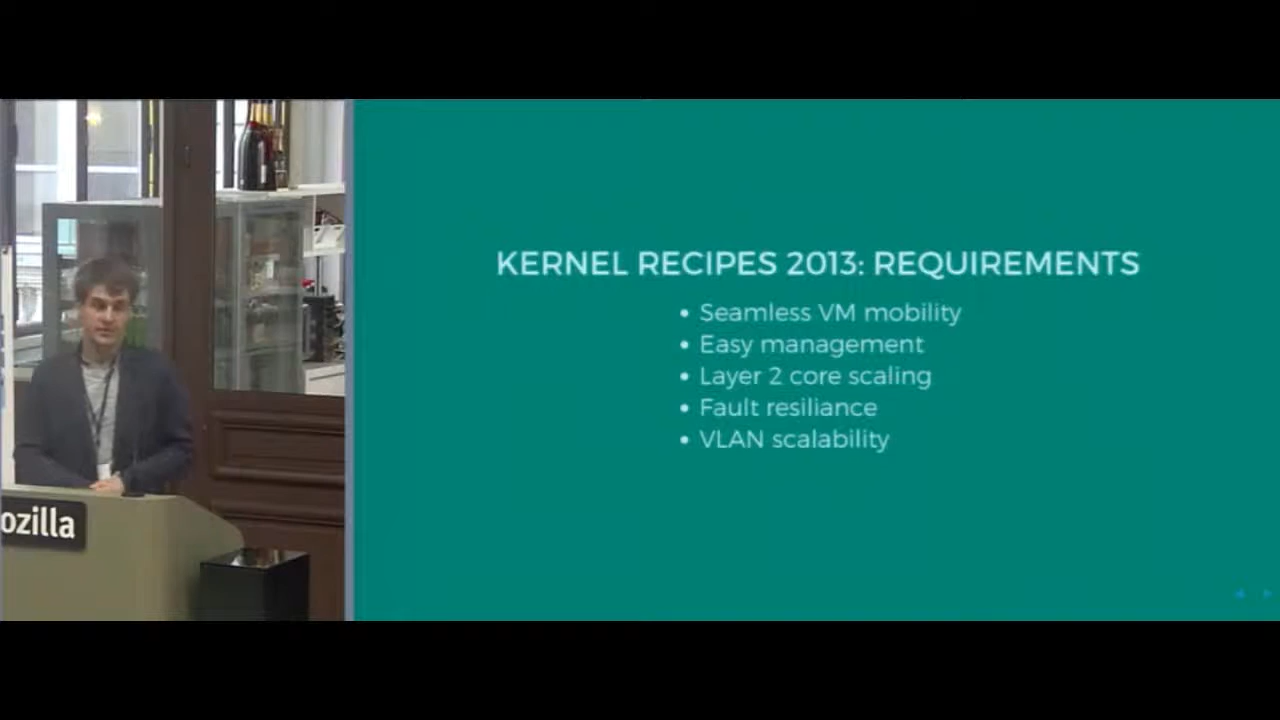 ozilla
KERNEL RECIPES 2013: REQUIREMENTS
• Seamless VM mobility
• Easy management
• Layer 2 core scaling
• Fault resiliance
• VLAN scalability